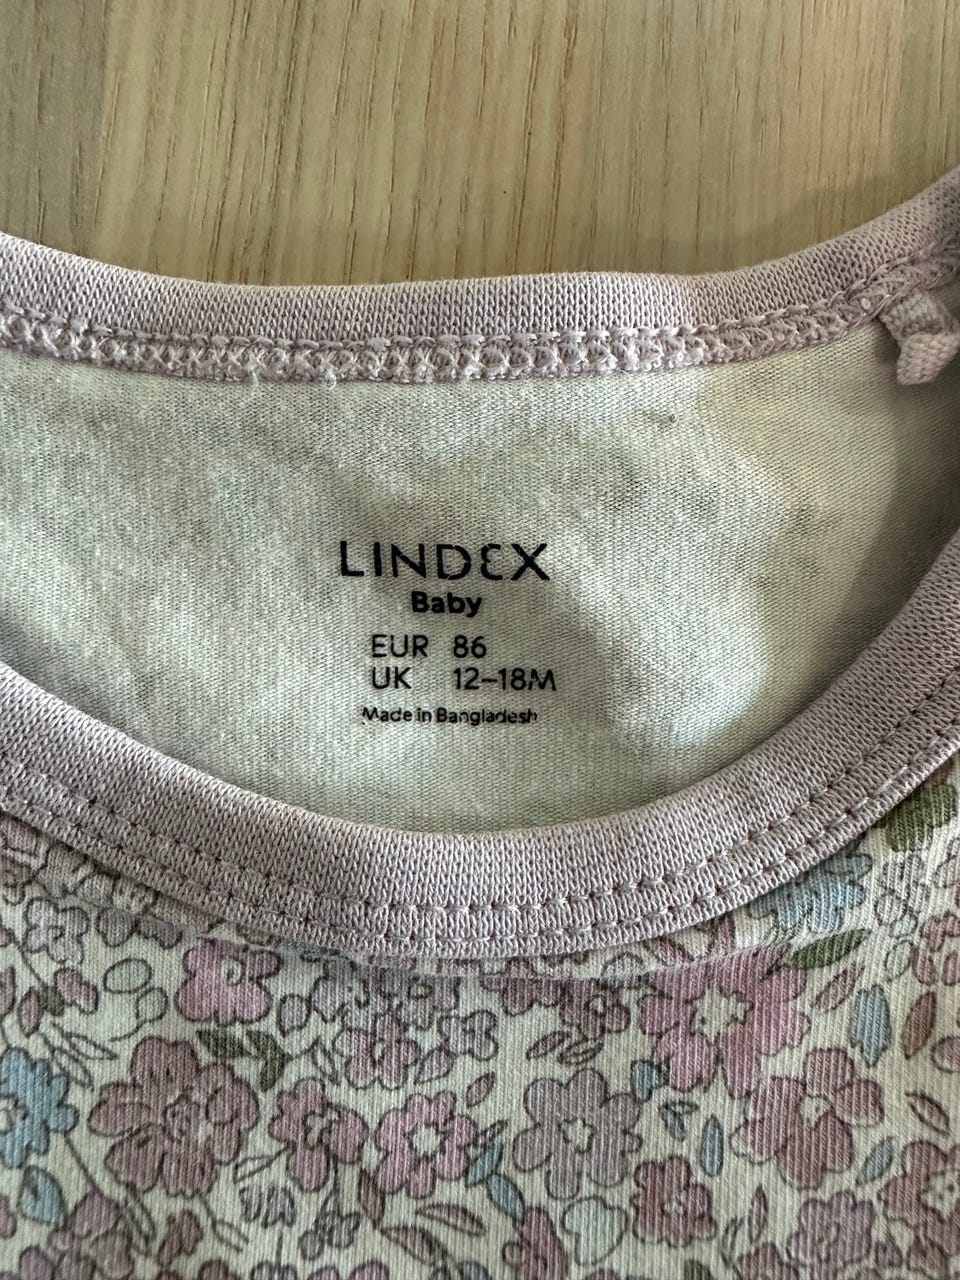 LINDEX
Baby
EUR 86
UK 12-18M
Made in Bangladesh